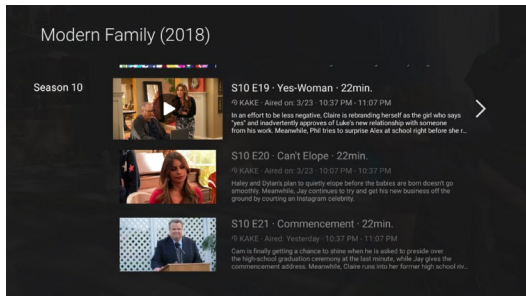 Modern Family (2018)
Season 10
S10 E19 · Yes-Woman · 22min.
KAKE · Aired on: 3/23 · 10:37 PM - 11:07 PM
In an effort to be less negative, Claire is rebranding herself as the girl who says
"yes" and inadvertently approves of Luke's new relationship with someone
from his work. Meanwhile, Phil tries to surprise Alex at school right before she r...
S10 E20 · Can't Elope · 22min.
KAKE · Aired on: 3/23 · 10:07 PM - 10:37 PM
Haley and Dylan's plan to quietly elope before the babies are born doesn't go
smoothly. Meanwhile, Jay continues to try and get his new business off the
ground by courting an instagram celebrity.
S10 E21 · Commencement · 22min.
KAKE · Aired: Yesterday · 10:37 PM - 11:07 PM
Cam is finally getting a chance to shine when he is asked to preside over
the high-school graduation ceremony at the last minute, while Jay gives the
commencement address. Meanwhile, Claire runs into her former high school riv...